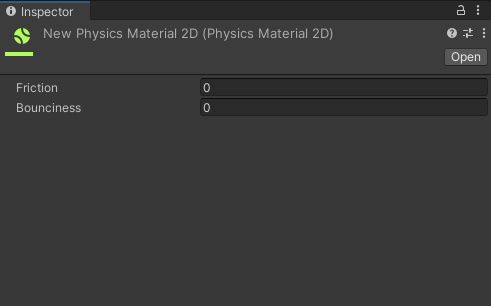 Inspector
New Physics Material 2D (Physics Material 2D)
Open
Friction 0
Bounciness 0